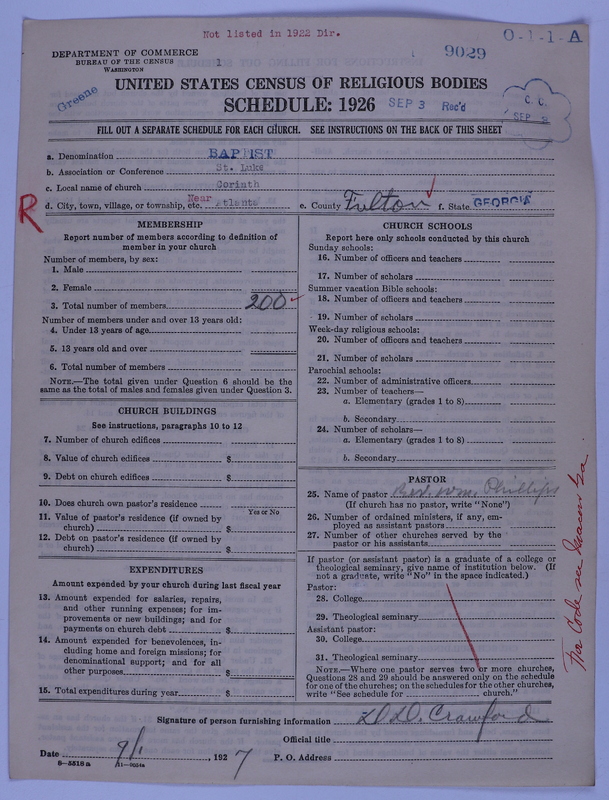 Not listed in 1922 Dir.
0-1-1-A
9029
DEPARTMENT OF COMMERCE
BUREAU OF THE CENSUS
WASHINGTON
1
Greene
UNITED STATES CENSUS OF RELIGIOUS BODIES
SCHEDULE: 1926
SEP 3 Rec'd
C. C.
SEP
FILL OUT A SEPARATE SCHEDULE FOR EACH CHURCH. SEE INSTRUCTIONS ON THE BACK OF THIS SHEET
a. Denomination BAPTIST
b. Association or Conference St. Luke
c. Local name of church Corinth
R
d. City, town, village, or township, etc. Near Atlanta e. County Fulton f. State GEORGIA
MEMBERSHIP
Report number of members according to definition of
member in your church
Number of members, by sex:
1. Male
2. Female
3. Total number of members 200
Number of members under and over 13 years old:
4. Under 13 years of age
5. 13 years old and over
6. Total number of members
NOTE.—The total given under Question 6 should be the
same as the total of males and females given under Question 3.
CHURCH BUILDINGS
See instructions, paragraphs 10 to 12
7. Number of church edifices
8. Value of church edifices $
9. Debt on church edifices $
10. Does church own pastor's residence
Yes or No
11. Value of pastor's residence (if owned by
church) $
12. Debt on pastor's residence (if owned by
church) $
EXPENDITURES
Amount expended by your church during last fiscal year
13. Amount expended for salaries, repairs,
and other running expenses; for im-
provements or new buildings; and for
payments on church debt $
14. Amount expended for benevolences, in-
cluding home and foreign missions; for
denominational support; and for all
other purposes $
15. Total expenditures during year $
CHURCH SCHOOLS
Report here only schools conducted by this church
Sunday schools:
16. Number of officers and teachers
17. Number of scholars
Summer vacation Bible schools:
18. Number of officers and teachers
19. Number of scholars
Week-day religious schools:
20. Number of officers and teachers
21. Number of scholars
Parochial schools:
22. Number of administrative officers
23. Number of teachers—
a. Elementary (grades 1 to 8)
b. Secondary
24. Number of scholars—
a. Elementary (grades 1 to 8)
b. Secondary
PASTOR
25. Name of pastor Rev. Wm. Phillips
(If church has no pastor, write "None")
26. Number of ordained ministers, if any, em-
ployed as assistant pastors
27. Number of other churches served by the
pastor or his assistants
If pastor (or assistant pastor) is a graduate of a college or
theological seminary, give name of institution below. (If
not a graduate, write "No" in the space indicated.)
Pastor:
28. College
29. Theological seminary
Assistant pastor:
30. College
31. Theological seminary
NOTE.—Where one pastor serves two or more churches,
Questions 28 and 29 should be answered only on the schedule
for one of the churches; on the schedules for the other churches,
write "See schedule for church."
For Code see
Signature of person furnishing information D.D. Crawford
Official title
Date 9/1, 1927 P. O. Address
8-5518a 11-9054a